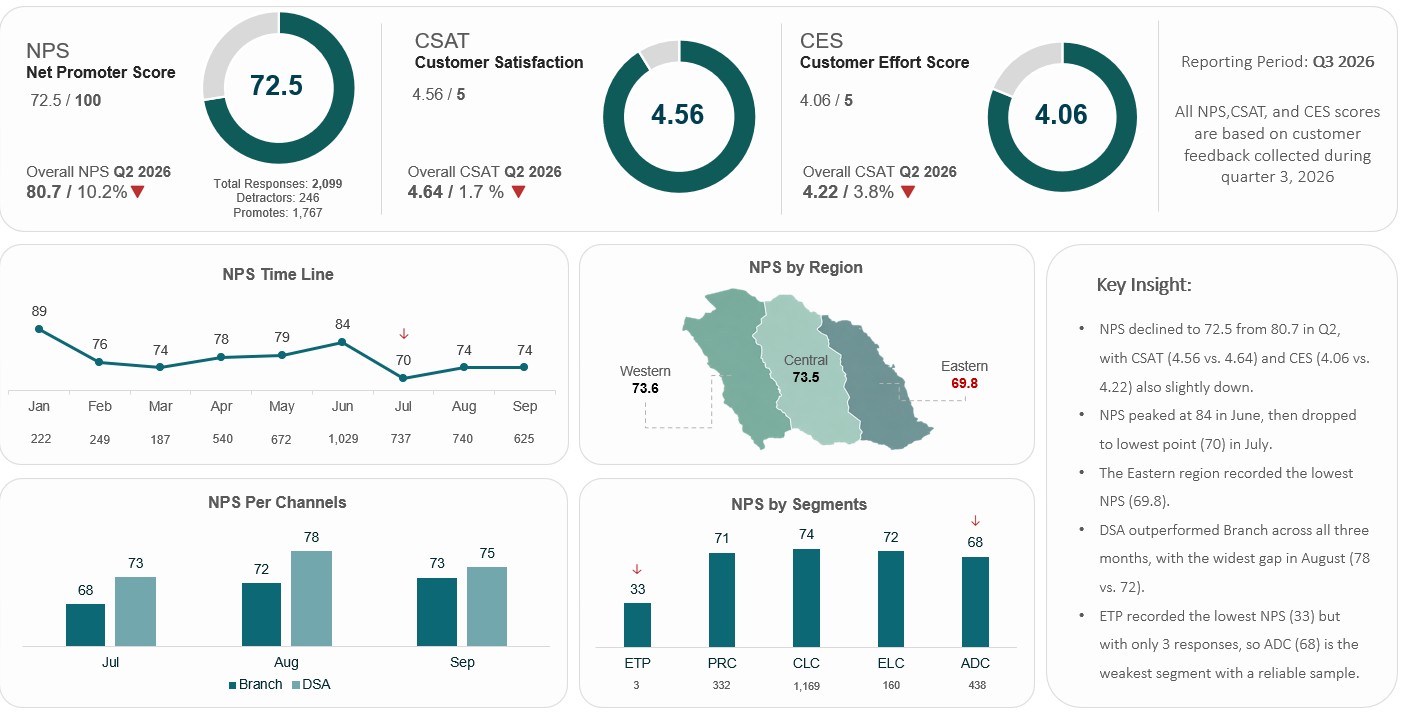 NPS
Net Promoter Score
72.5 / 100
72.5
Overall NPS Q2 2026
80.7 / 10.2%
Total Responses: 2,099
Detractors: 246
Promotes: 1,767
CSAT
Customer Satisfaction
4.56 / 5
4.56
Overall CSAT Q2 2026
4.64 / 1.7 %
CES
Customer Effort Score
4.06 / 5
4.06
Overall CSAT Q2 2026
4.22 / 3.8%
Reporting Period: Q3 2026
All NPS,CSAT, and CES scores
are based on customer
feedback collected during
quarter 3, 2026
NPS Time Line
89
76
74
78
79
84
↓
70
74
74
Jan Feb Mar Apr May Jun Jul Aug Sep
222 249 187 540 672 1,029 737 740 625
NPS by Region
Western
73.6
Central
73.5
Eastern
69.8
NPS Per Channels
68 73 72 78 73 75
Jul Aug Sep
Branch DSA
NPS by Segments
↓ ↓
33 71 74 72 68
ETP PRC CLC ELC ADC
3 332 1,169 160 438
Key Insight:
• NPS declined to 72.5 from 80.7 in Q2,
with CSAT (4.56 vs. 4.64) and CES (4.06 vs.
4.22) also slightly down.
• NPS peaked at 84 in June, then dropped
to lowest point (70) in July.
• The Eastern region recorded the lowest
NPS (69.8).
• DSA outperformed Branch across all three
months, with the widest gap in August (78
vs. 72).
• ETP recorded the lowest NPS (33) but
with only 3 responses, so ADC (68) is the
weakest segment with a reliable sample.